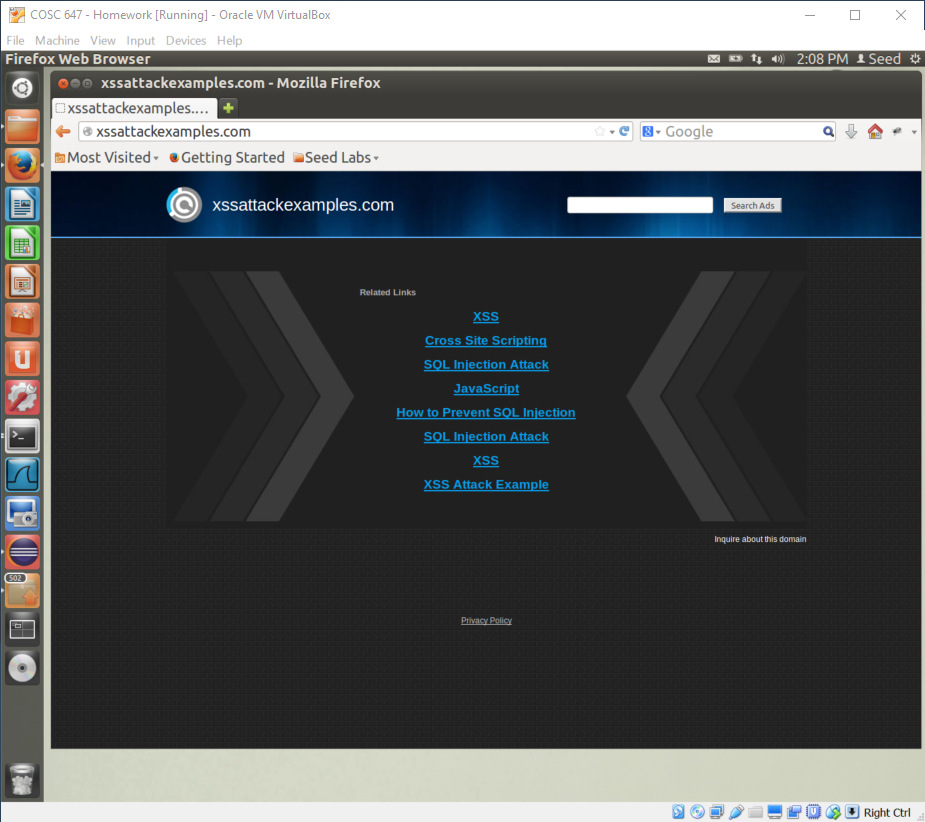 COSC 647 - Homework [Running] - Oracle VM VirtualBox
File Machine View Input Devices Help
Firefox Web Browser 2:08 PM Seed
xssattackexamples.com - Mozilla Firefox
xssattackexamples....
xssattackexamples.com Google
Most Visited Getting Started Seed Labs
xssattackexamples.com Search Ads
Related Links
XSS
Cross Site Scripting
SQL Injection Attack
JavaScript
How to Prevent SQL Injection
SQL Injection Attack
XSS
XSS Attack Example
Inquire about this domain
502
Privacy Policy
Right Ctrl